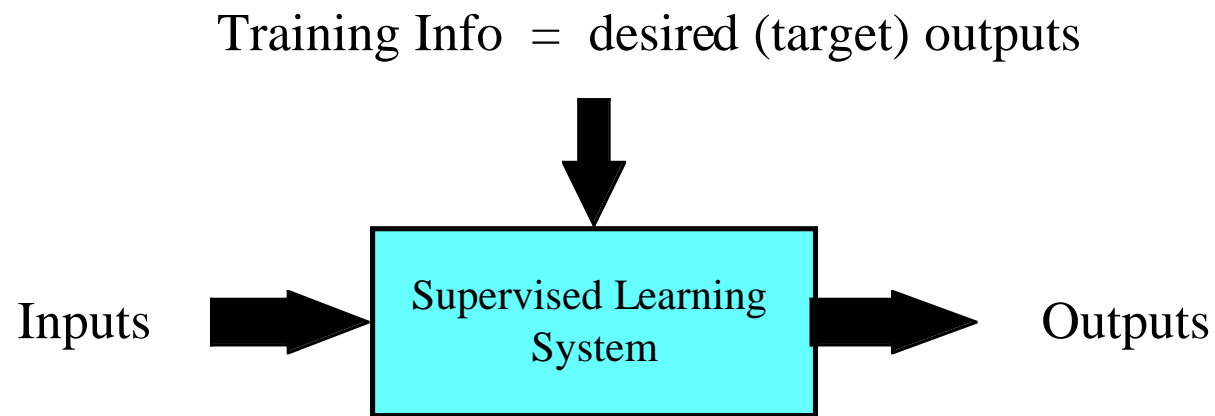 Training Info = desired (target) outputs
Supervised Learning
System
Inputs
Outputs